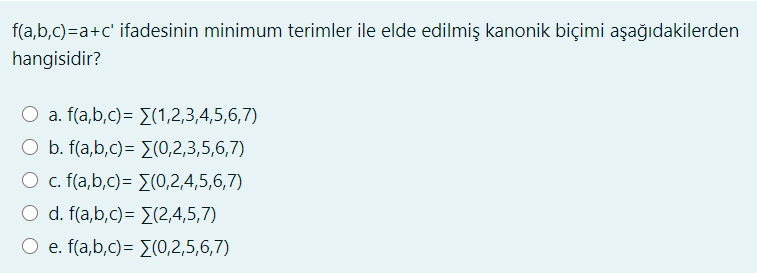 f(a,b,c)=a+c' ifadesinin minimum terimler ile elde edilmiş kanonik biçimi aşağıdakilerden
hangisidir?
a. f(a,b,c)= ∑(1,2,3,4,5,6,7)
b. f(a,b,c)= ∑(0,2,3,5,6,7)
c. f(a,b,c)= ∑(0,2,4,5,6,7)
d. f(a,b,c)= ∑(2,4,5,7)
e. f(a,b,c)= ∑(0,2,5,6,7)